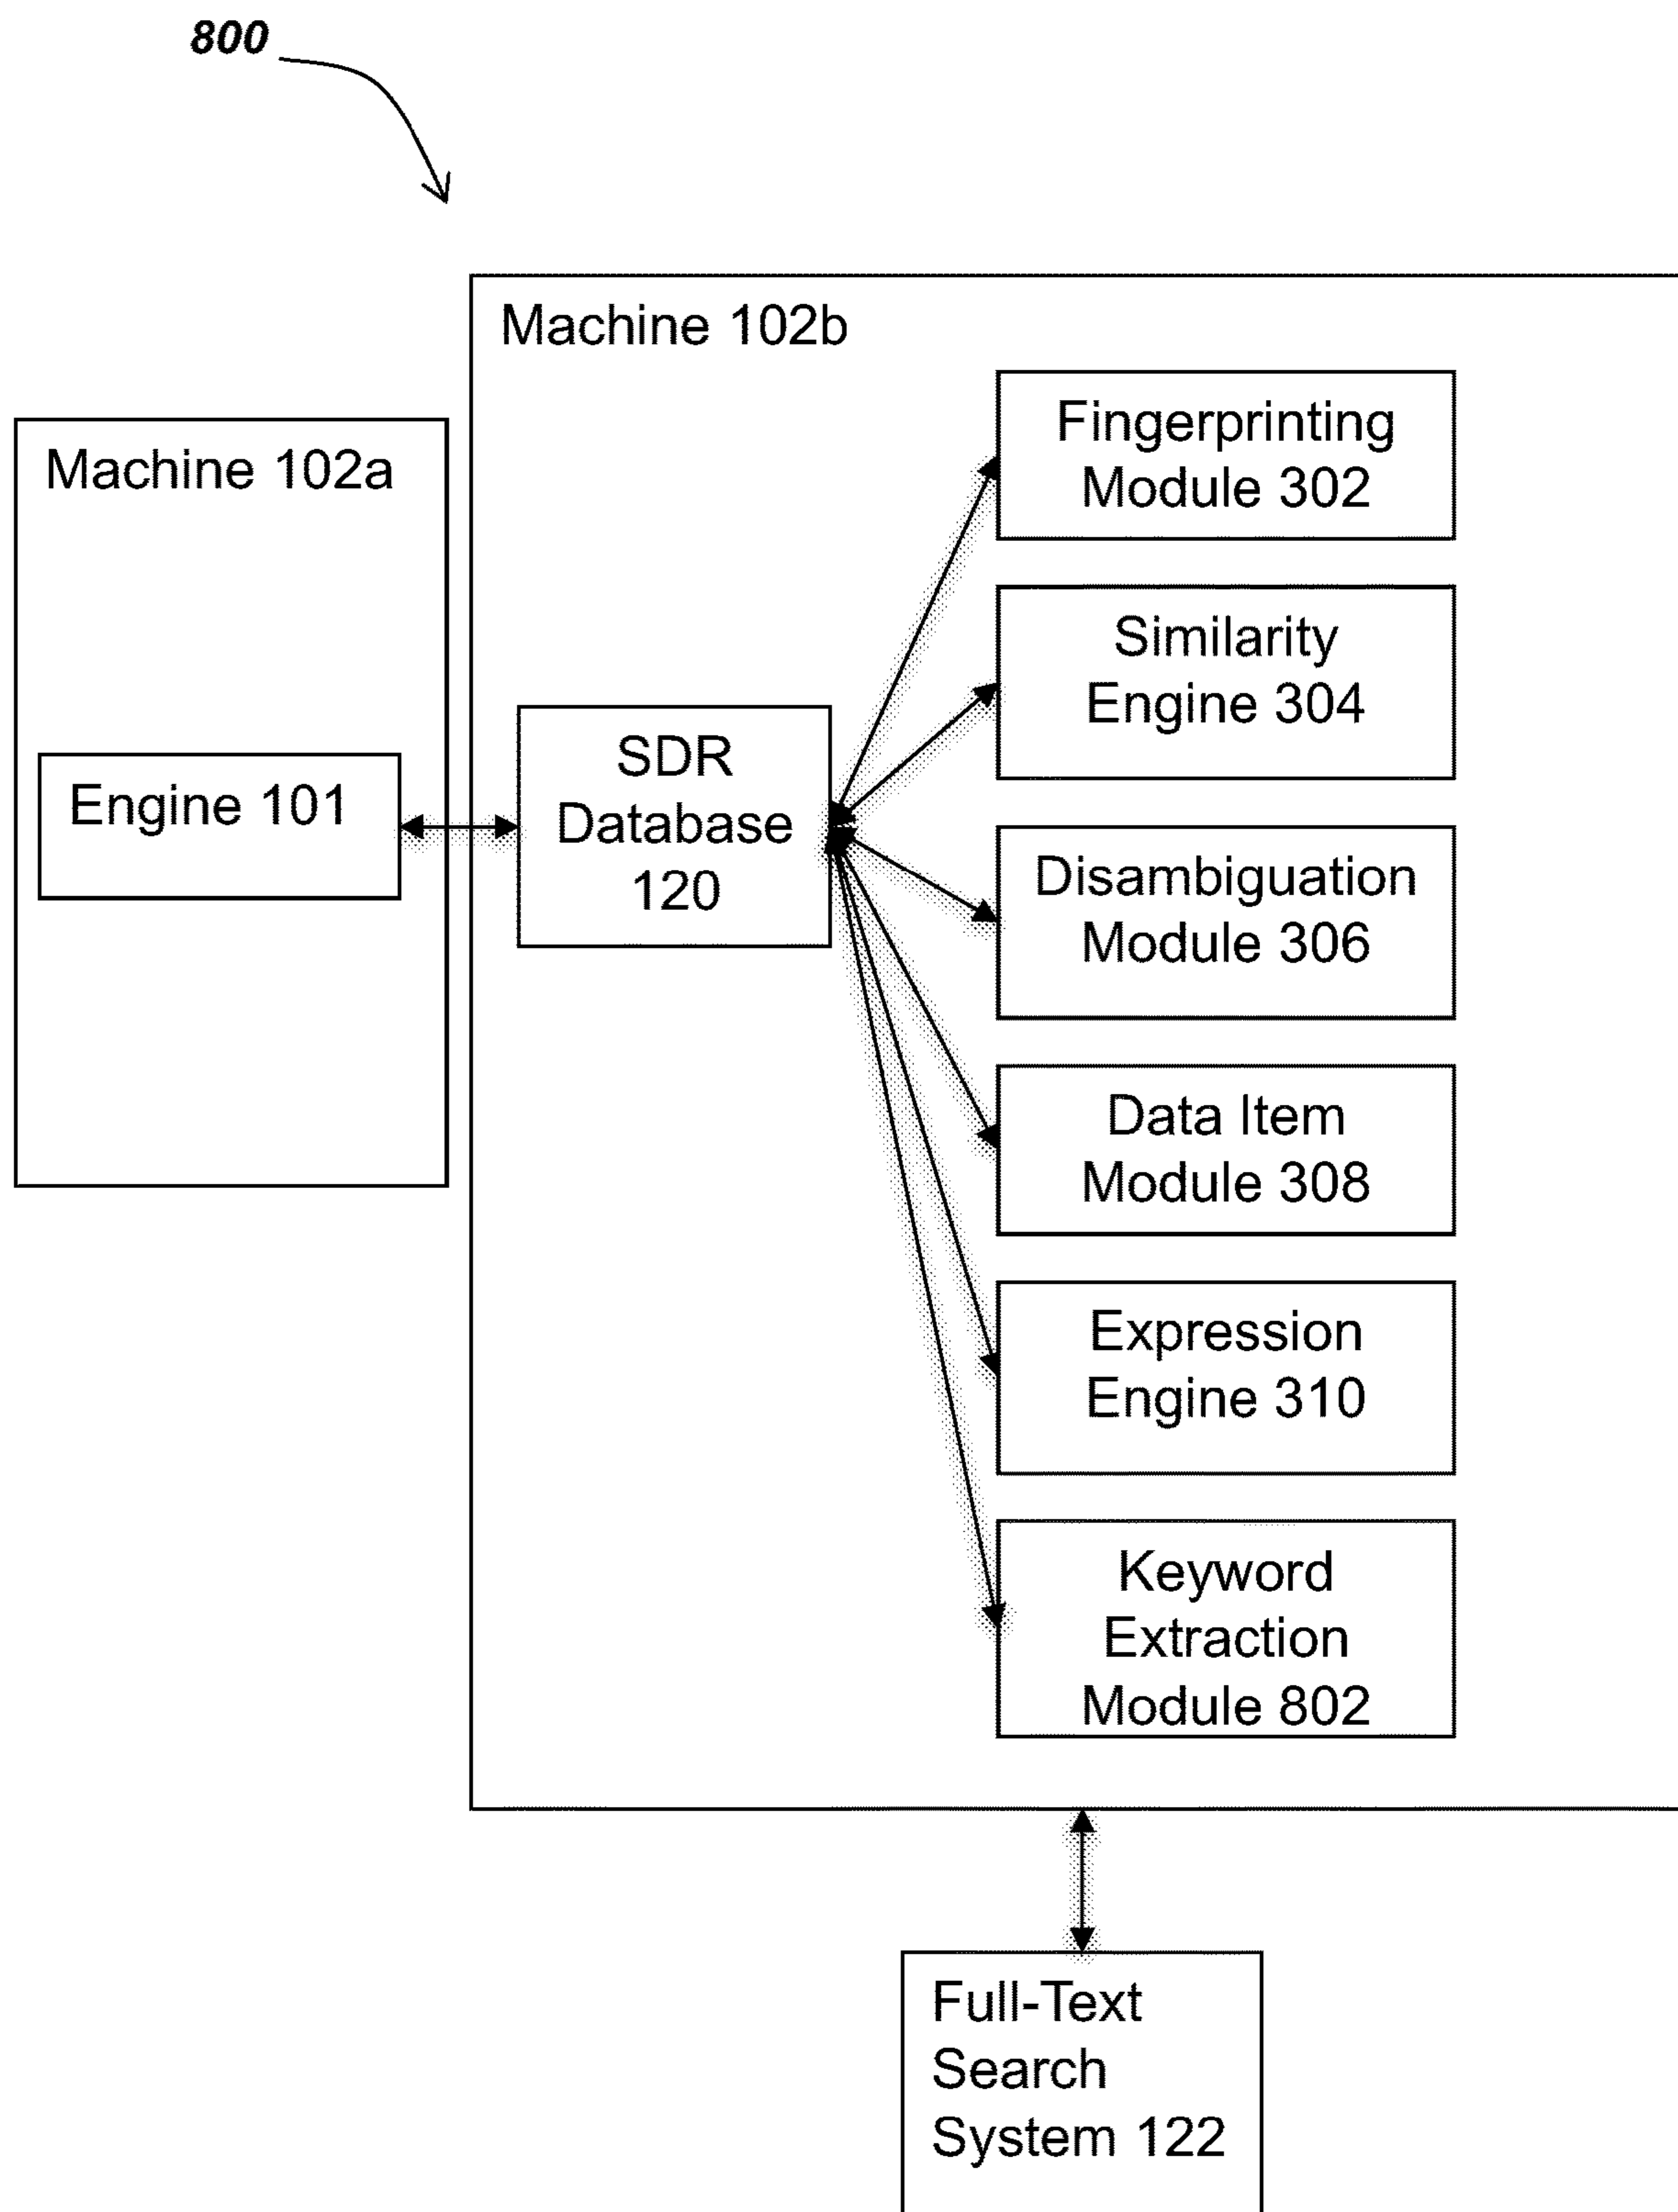 800
Machine 102b
Machine 102a
Engine 101
SDR
Database
120
Fingerprinting
Module 302
Similarity
Engine 304
Disambiguation
Module 306
Data Item
Module 308
Expression
Engine 310
Keyword
Extraction
Module 802
Full-Text
Search
System 122